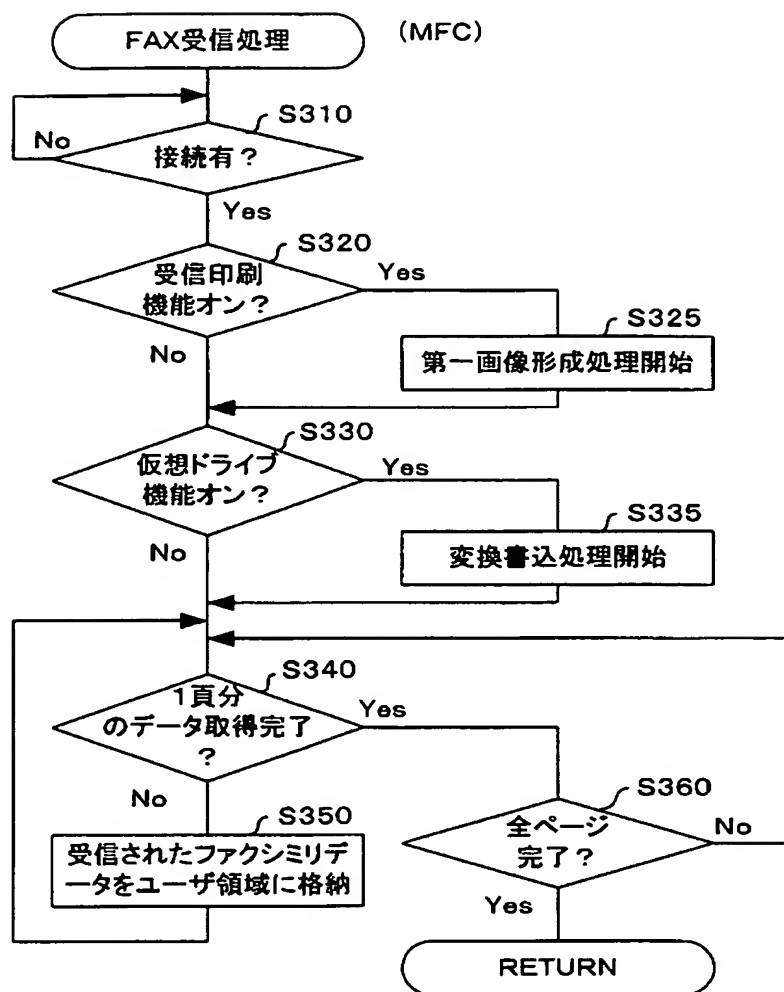 FAX受信処理
(MFC)
S310
No
接続有？
Yes
S320
受信印刷
機能オン？
Yes
S325
No
第一画像形成処理開始
S330
仮想ドライブ
機能オン？
Yes
S335
No
変換書込処理開始
S340
1頁分
のデータ取得完了
？
Yes
No
S350
受信されたファクシミリデ
ータをユーザ領域に格納
S360
全ページ
完了？
No
Yes
RETURN